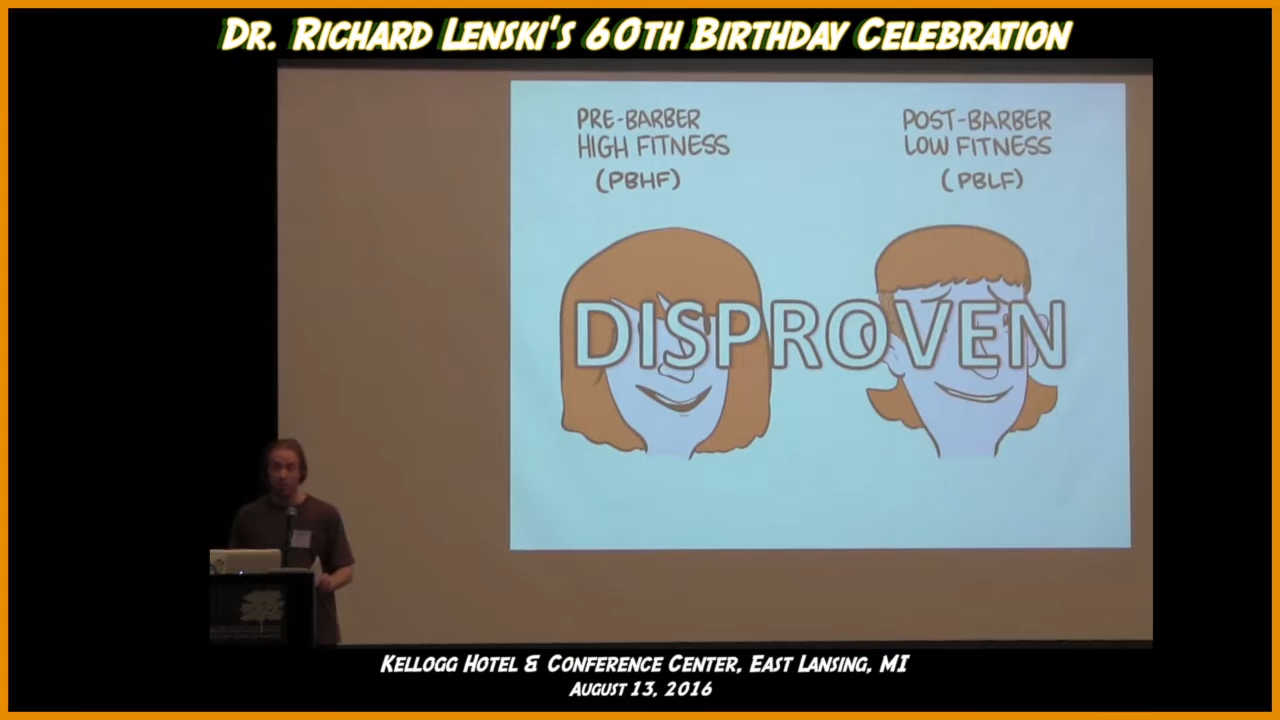 DR. RICHARD LENSKI'S 60TH BIRTHDAY CELEBRATION
PRE-BARBER
HIGH FITNESS
(PBHF)
POST-BARBER
LOW FITNESS
(PBLF)
DISPROVEN
KELLOGG HOTEL & CONFERENCE CENTER, EAST LANSING, MI
AUGUST 13, 2016